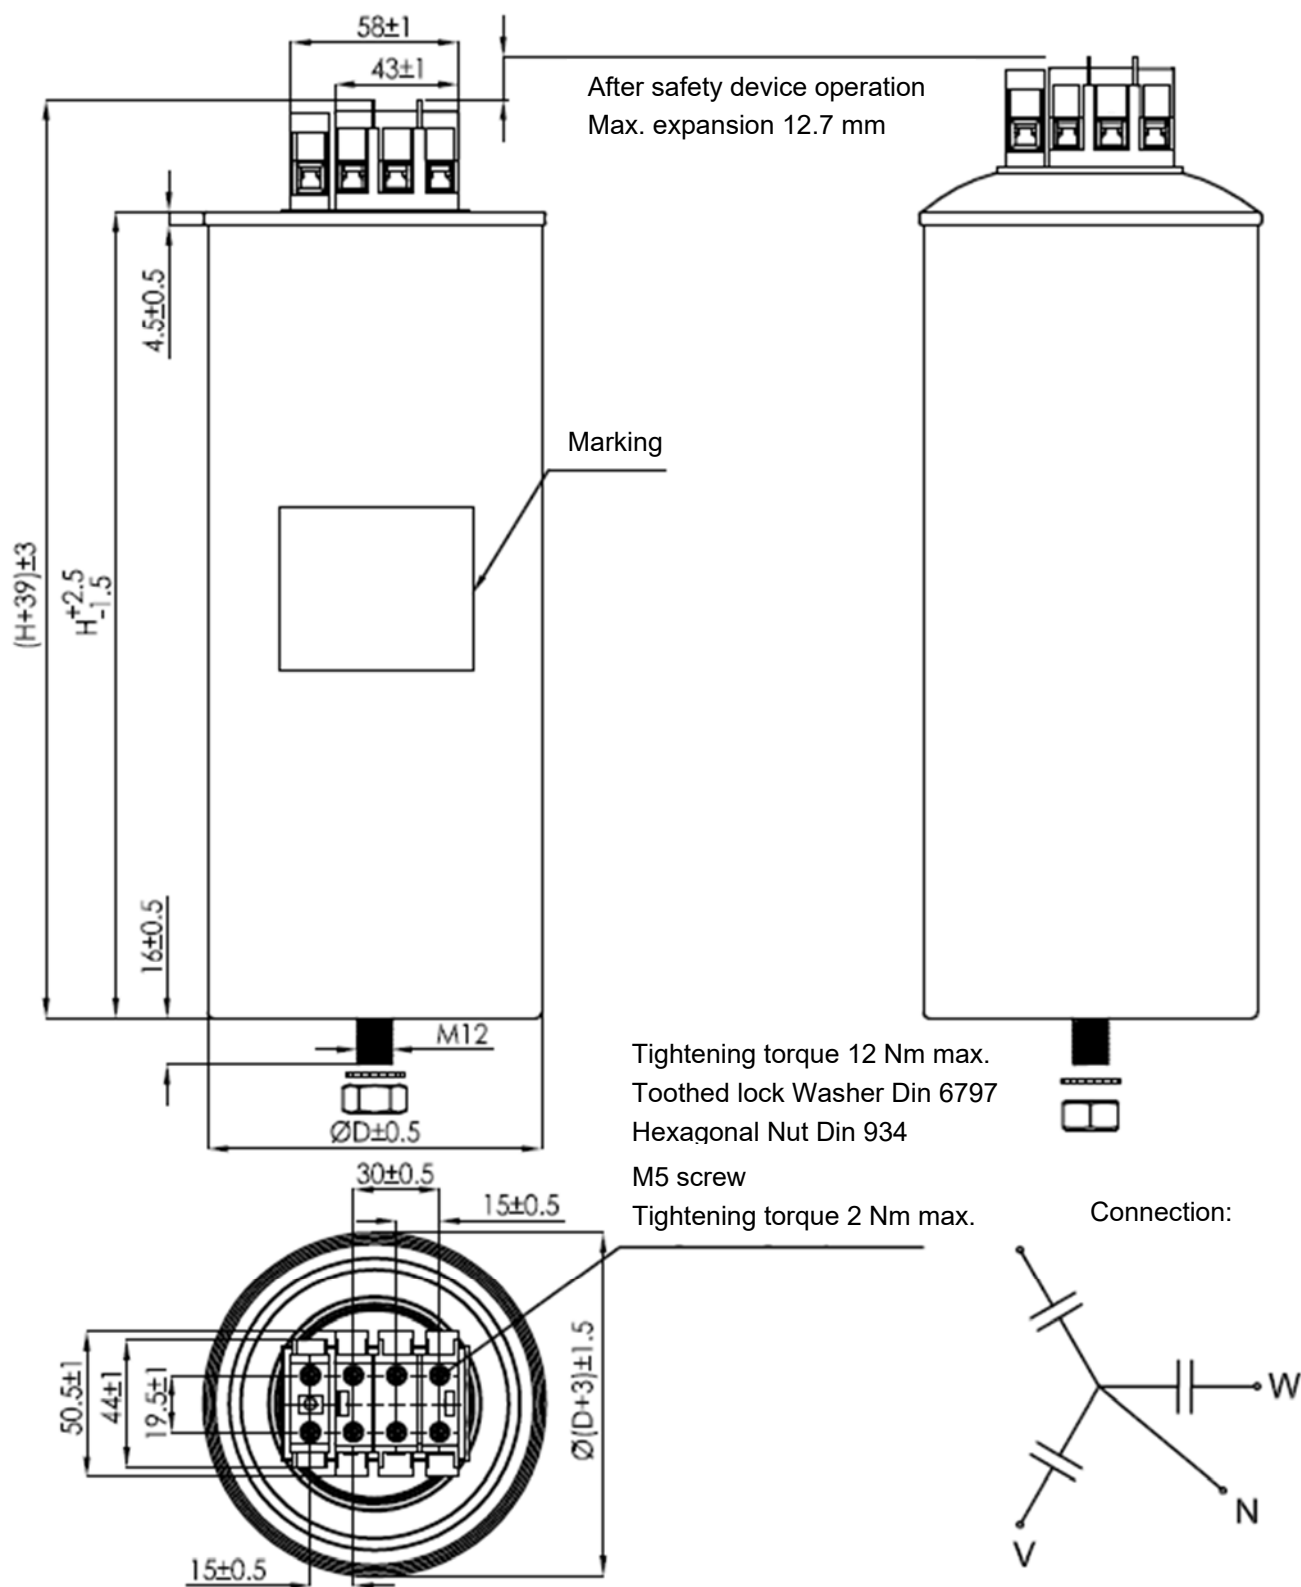 58±1
43±1
After safety device operation
Max. expansion 12.7 mm
4.5±0.5
Marking
(H+39)±3
H +2.5
-1.5
16±0.5
M12
Tightening torque 12 Nm max.
Toothed lock Washer Din 6797
Hexagonal Nut Din 934
ØD±0.5
M5 screw
Tightening torque 2 Nm max.
30±0.5
15±0.5
Connection:
50.5±1
44±1
19.5±1
Ø(D+3)±1.5
W
N
V
15±0.5